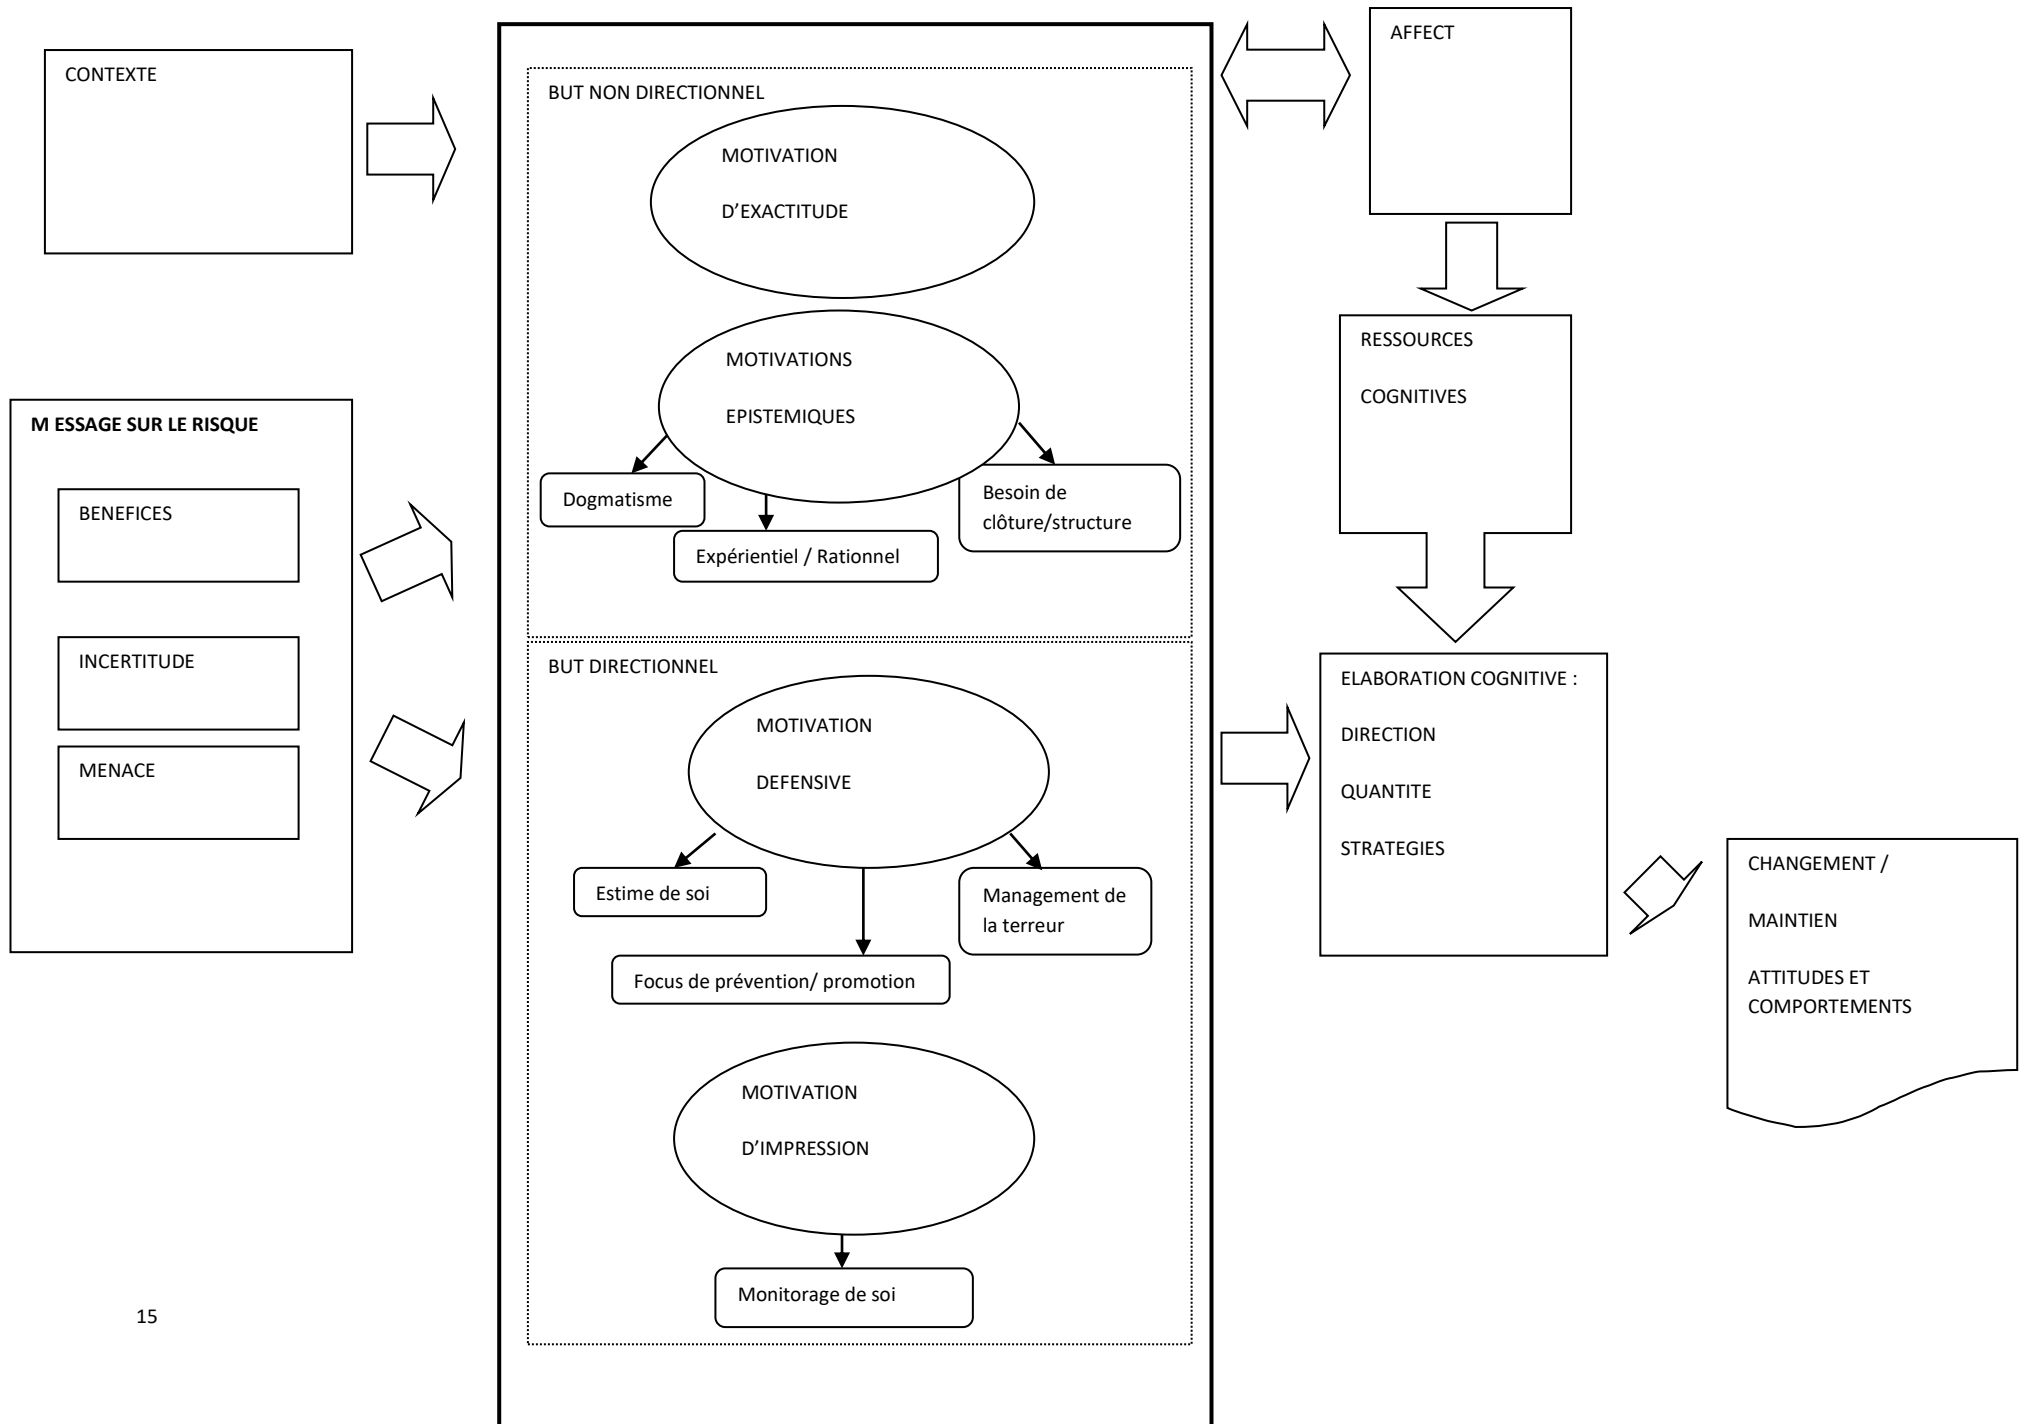 CONTEXTE
M ESSAGE SUR LE RISQUE
BENEFICES
INCERTITUDE
MENACE
BUT NON DIRECTIONNEL
MOTIVATION
D’EXACTITUDE
MOTIVATIONS
EPISTEMIQUES
Dogmatisme
Expérientiel / Rationnel
Besoin de
clôture/structure
BUT DIRECTIONNEL
MOTIVATION
DEFENSIVE
Estime de soi
Management de
la terreur
Focus de prévention/ promotion
MOTIVATION
D’IMPRESSION
Monitorage de soi
AFFECT
RESSOURCES
COGNITIVES
ELABORATION COGNITIVE :
DIRECTION
QUANTITE
STRATEGIES
CHANGEMENT /
MAINTIEN
ATTITUDES ET
COMPORTEMENTS
15